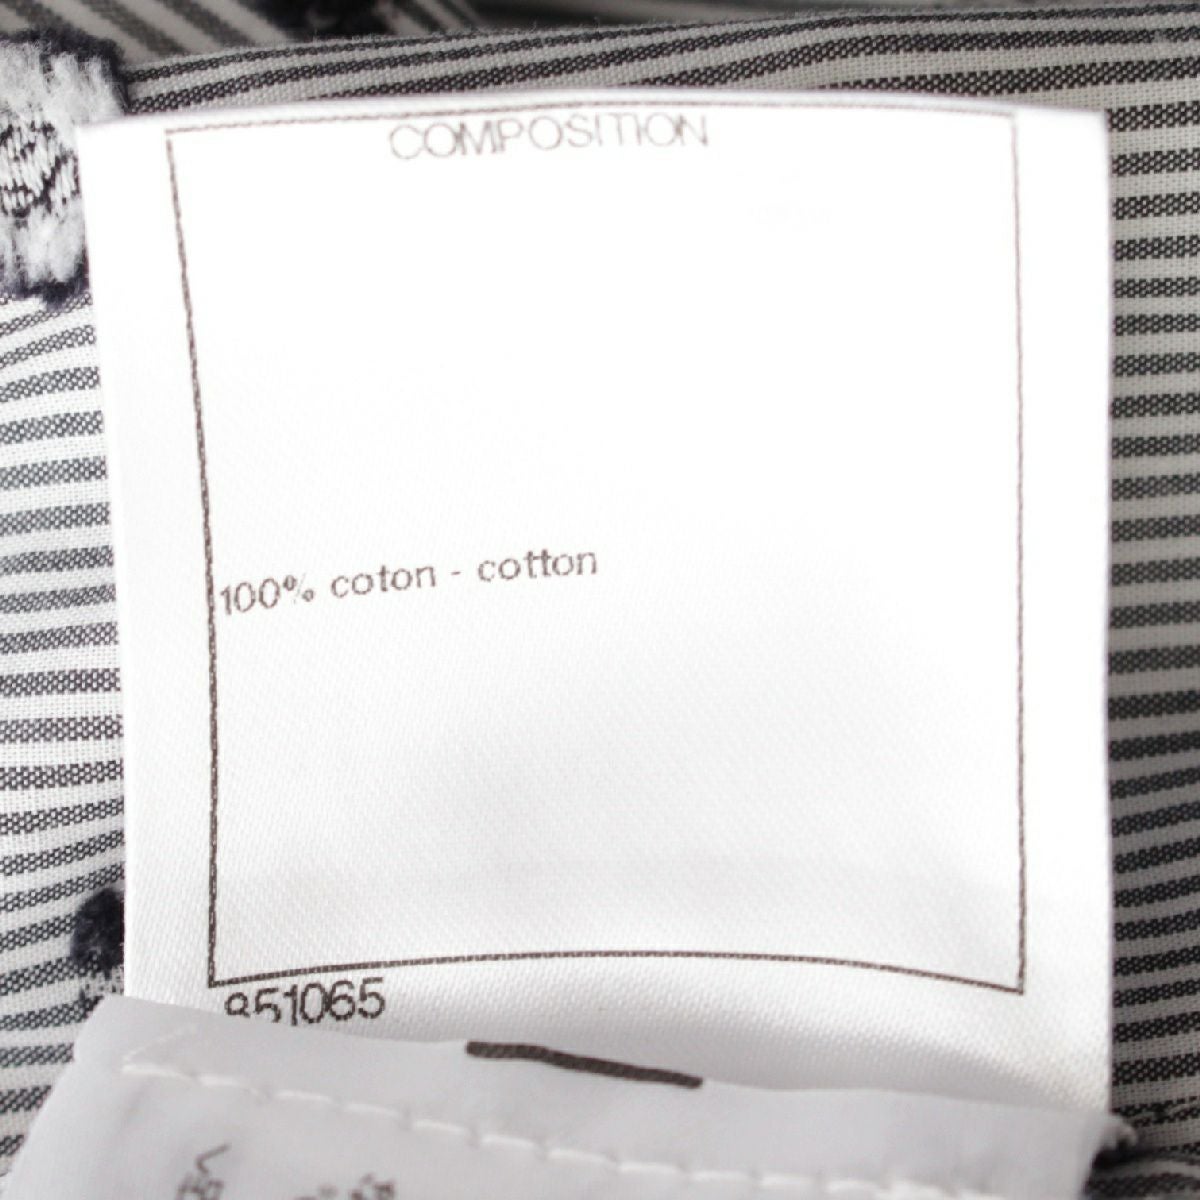 COMPOSITION
100% coton - cotton
851065